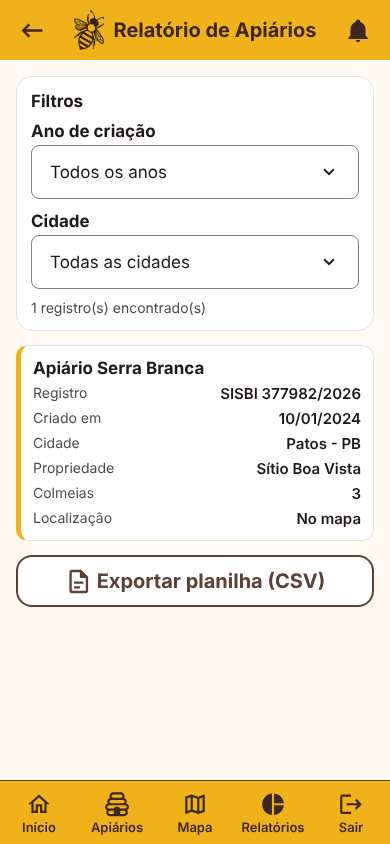 Relatório de Apiários
Filtros
Ano de criação
Todos os anos
Cidade
Todas as cidades
1 registro(s) encontrado(s)
Apiário Serra Branca
Registro SISBI 377982/2026
Criado em 10/01/2024
Cidade Patos - PB
Propriedade Sítio Boa Vista
Colmeias 3
Localização No mapa
Exportar planilha (CSV)
Início Apiários Mapa Relatórios Sair